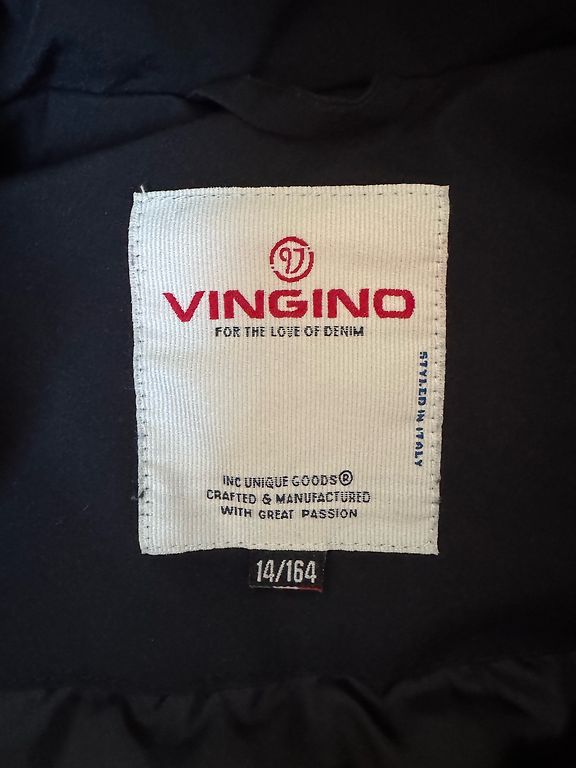 VINGINO
FOR THE LOVE OF DENIM
STYLED IN ITALY
INC UNIQUE GOODS®
CRAFTED & MANUFACTURED
WITH GREAT PASSION
14/164